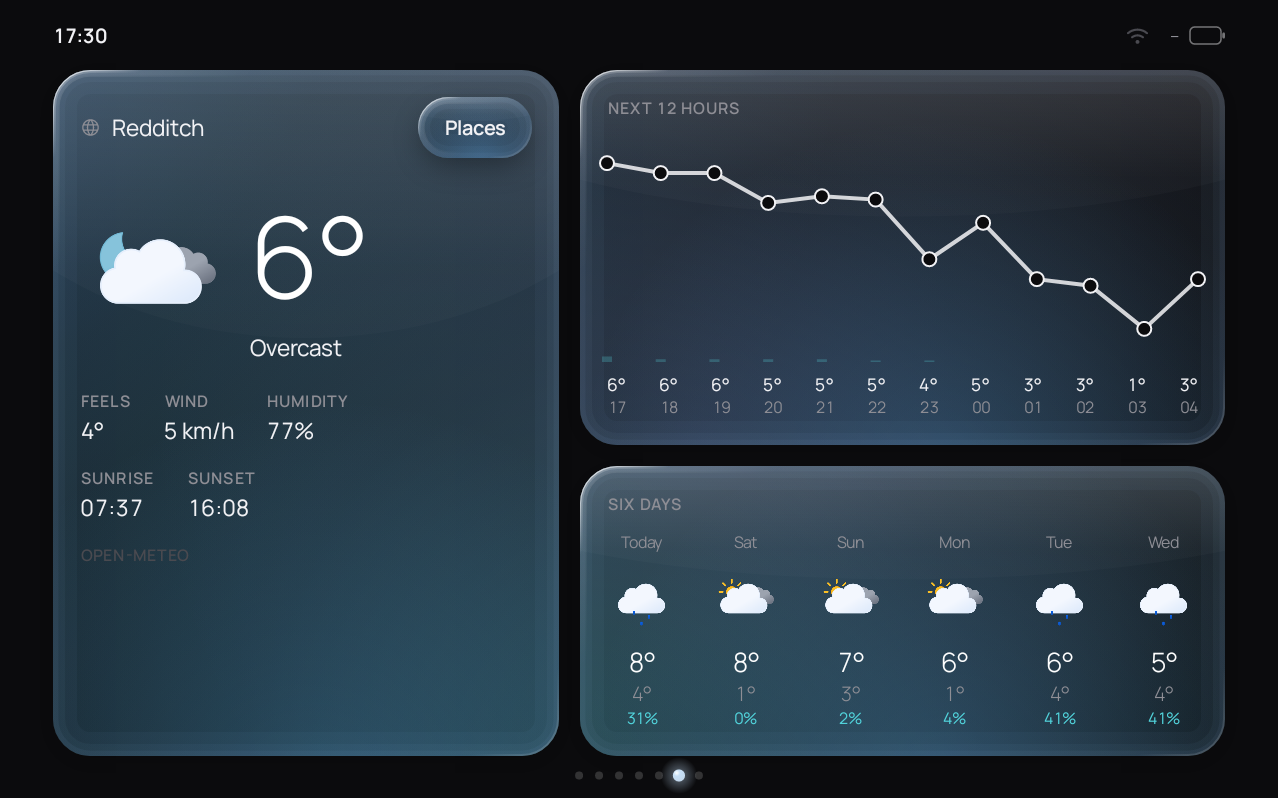 17:30
–
Redditch
Places
6°
Overcast
FEELS WIND HUMIDITY
4° 5 km/h 77%
SUNRISE SUNSET
07:37 16:08
OPEN-METEO
NEXT 12 HOURS
6° 6° 6° 5° 5° 5° 4° 5° 3° 3° 1° 3°
17 18 19 20 21 22 23 00 01 02 03 04
SIX DAYS
Today Sat Sun Mon Tue Wed
8° 8° 7° 6° 6° 5°
4° 1° 3° 1° 4° 4°
31% 0% 2% 4% 41% 41%